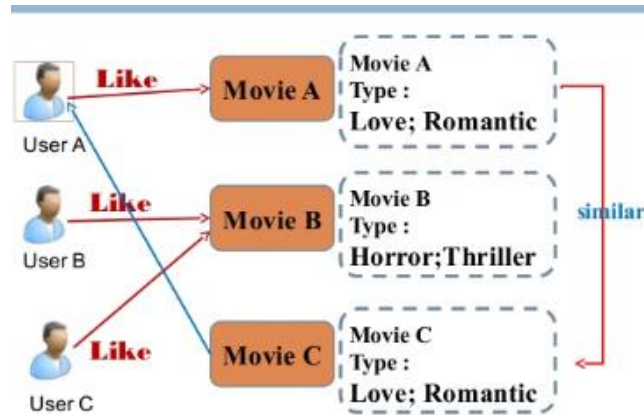 Like
User A
Movie A
Movie A
Type :
Love; Romantic
Like
User B
Movie B
Movie B
Type :
Horror;Thriller
similar
Like
User C
Movie C
Movie C
Type :
Love; Romantic